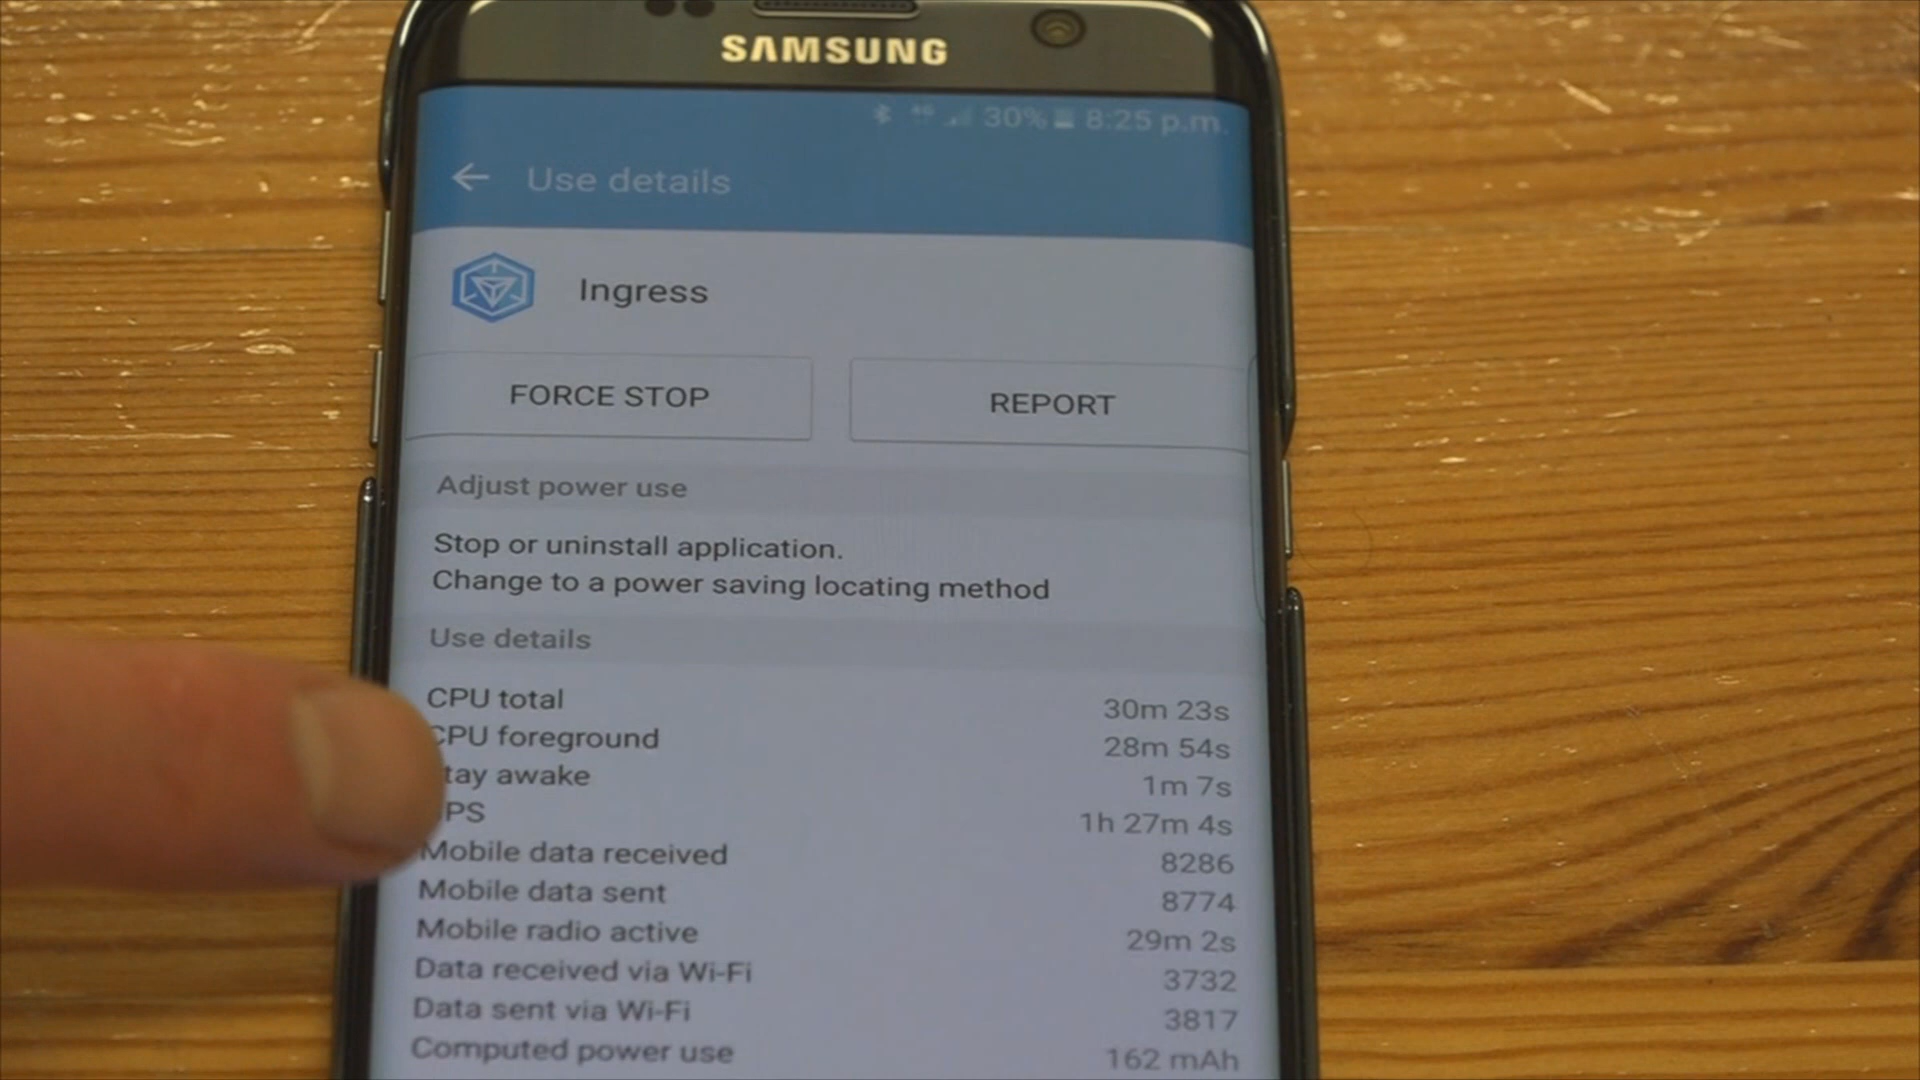 SAMSUNG
4G 30% 8:25 p.m.
Use details
Ingress
FORCE STOP REPORT
Adjust power use
Stop or uninstall application.
Change to a power saving locating method
Use details
CPU total 30m 23s
CPU foreground 28m 54s
tay awake 1m 7s
PS 1h 27m 4s
Mobile data received 8286
Mobile data sent 8774
Mobile radio active 29m 2s
Data received via Wi-Fi 3732
Data sent via Wi-Fi 3817
Computed power use 162 mAh